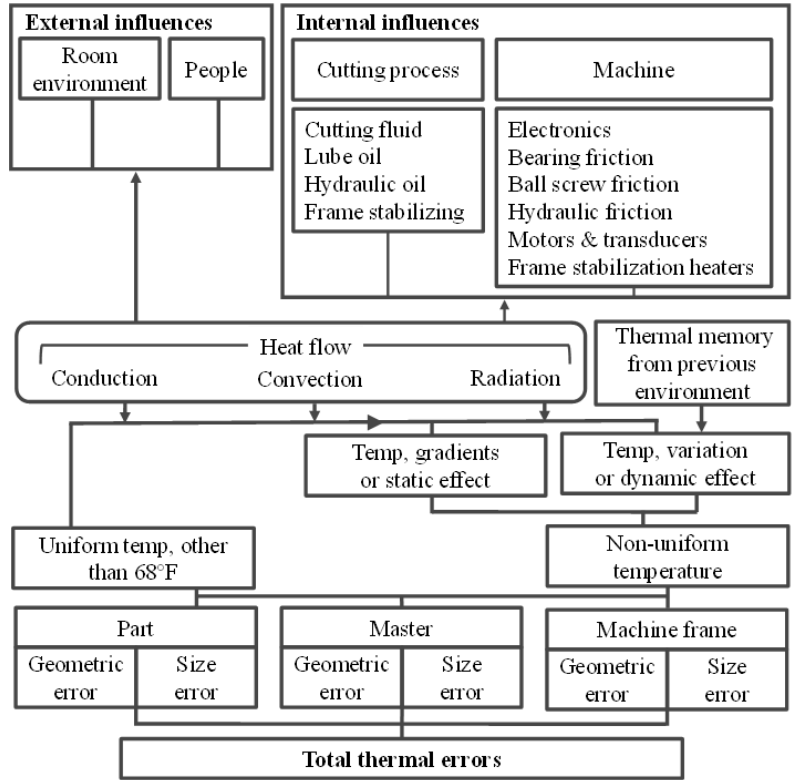 External influences
Room
environment
People
Internal influences
Cutting process
Machine
Cutting fluid
Lube oil
Hydraulic oil
Frame stabilizing
Electronics
Bearing friction
Ball screw friction
Hydraulic friction
Motors & transducers
Frame stabilization heaters
Heat flow
Conduction
Convection
Radiation
Thermal memory
from previous
environment
Temp, gradients
or static effect
Temp, variation
or dynamic effect
Uniform temp, other
than 68°F
Non-uniform
temperature
Part
Geometric
error
Size
error
Master
Geometric
error
Size
error
Machine frame
Geometric
error
Size
error
Total thermal errors